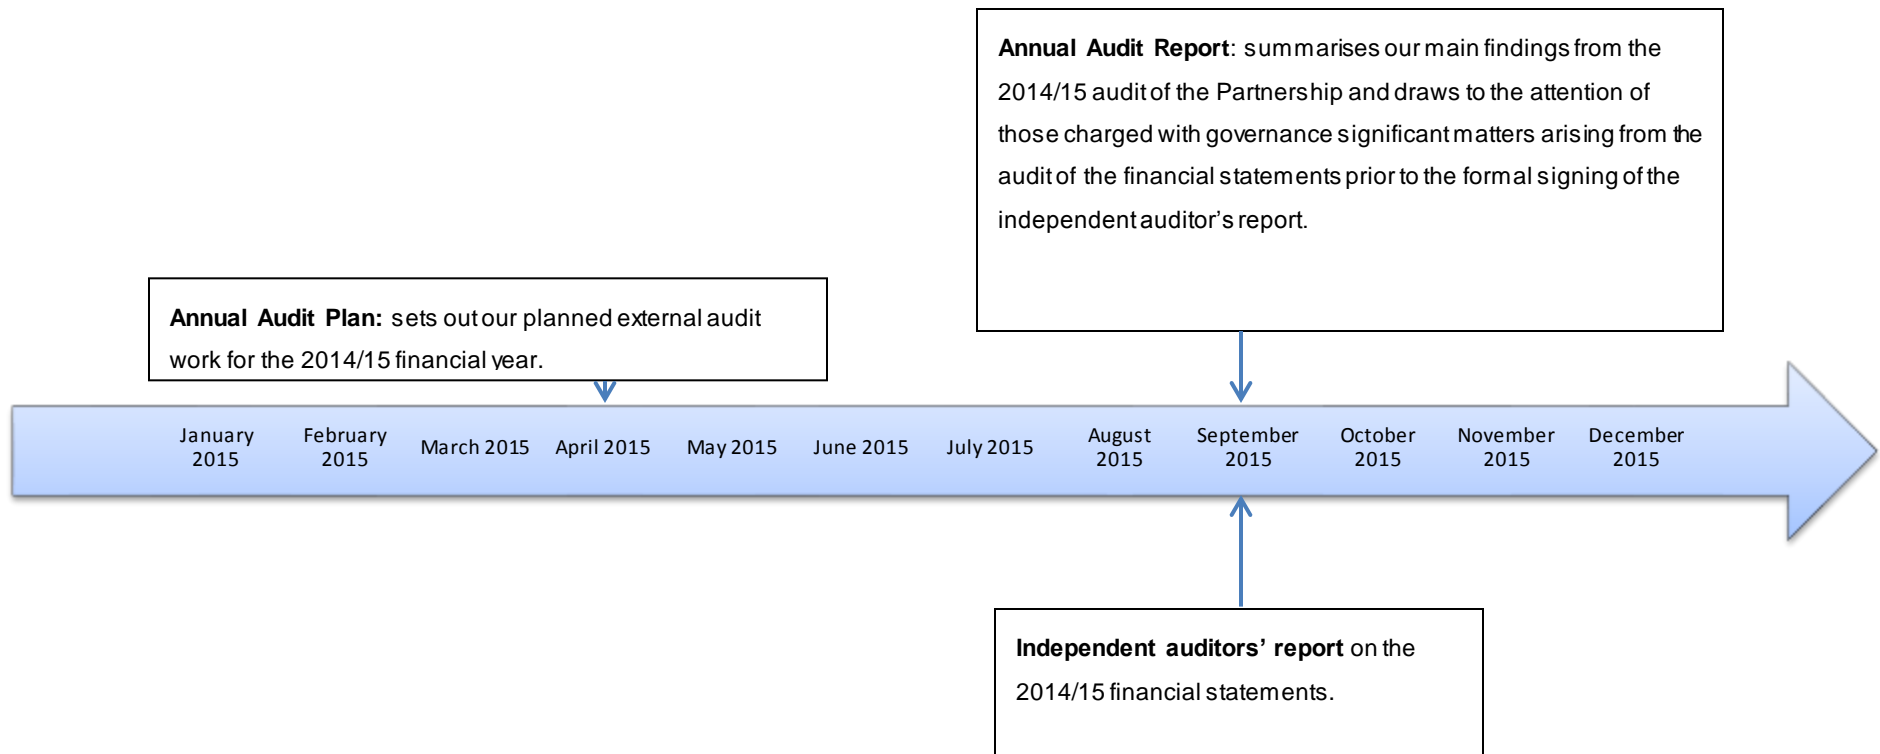 Annual Audit Report: summarises our main findings from the
2014/15 audit of the Partnership and draws to the attention of
those charged with governance significant matters arising from the
audit of the financial statements prior to the formal signing of the
independent auditor’s report.
Annual Audit Plan: sets out our planned external audit
work for the 2014/15 financial year.
January
2015
February
2015
March 2015
April 2015
May 2015
June 2015
July 2015
August
2015
September
2015
October
2015
November
2015
December
2015
Independent auditors’ report on the
2014/15 financial statements.